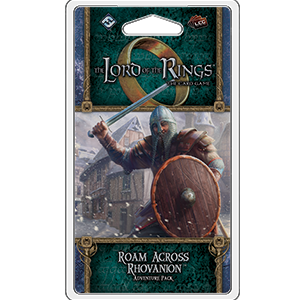 LCG
THE LORD OF THE RINGS
THE CARD GAME
ROAM ACROSS
RHOVANION
ADVENTURE PACK